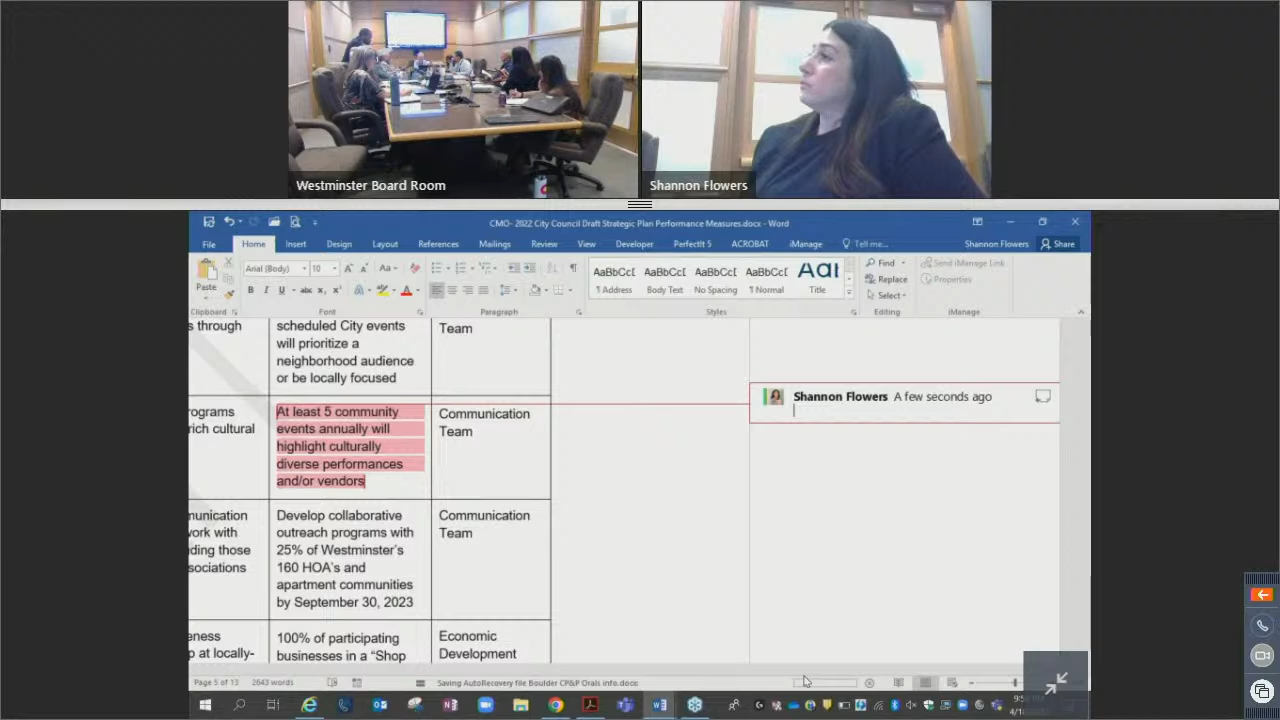 Westminster Board Room
Shannon Flowers
CMO- 2022 City Council Draft Strategic Plan Performance Measures.docx - Word
File Home Insert Design Layout References Mailings Review View Developer PerfectIt 5 ACROBAT iManage Tell me... Shannon Flowers Share
Paste
Arial (Body) 10
Aa
B I U abc X₂ X²
AaBbCcI AaBbCcI AaBbCcI AaBbCcI AaI
¶ Address Body Text No Spacing ¶ Normal Title
Find
Replace
Select
Send iManage Link
Properties
Clipboard Font Paragraph Styles Editing iManage
s through
scheduled City events
will prioritize a
neighborhood audience
or be locally focused
Team
rograms
rich cultural
At least 5 community
events annually will
highlight culturally
diverse performances
and/or vendors
Communication
Team
Shannon Flowers A few seconds ago
munication
work with
ding those
sociations
Develop collaborative
outreach programs with
25% of Westminster's
160 HOA's and
apartment communities
by September 30, 2023
Communication
Team
eness
p at locally-
100% of participating
businesses in a "Shop
Economic
Development
Page 5 of 13 2643 words Saving AutoRecovery file Boulder CP&P Orals info.docx: